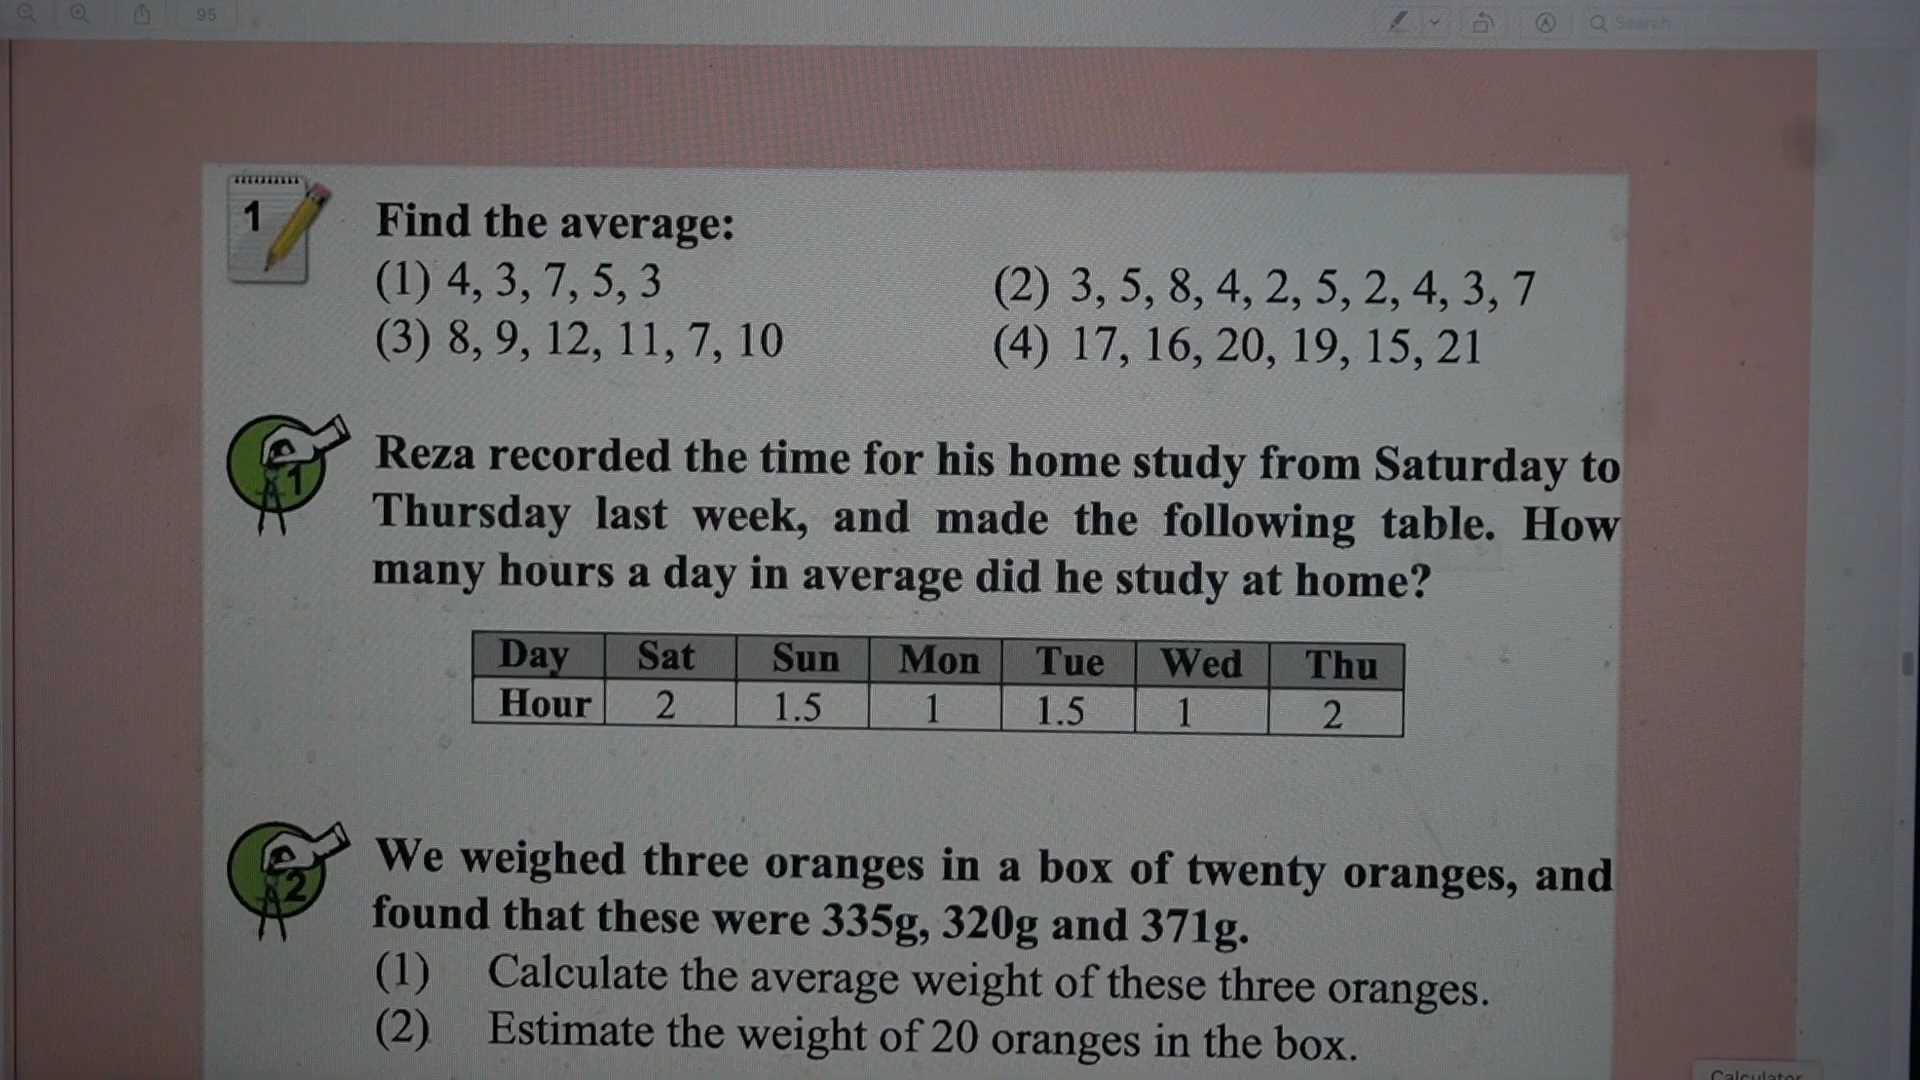 95
Search
1
Find the average:
(1) 4, 3, 7, 5, 3
(2) 3, 5, 8, 4, 2, 5, 2, 4, 3, 7
(3) 8, 9, 12, 11, 7, 10
(4) 17, 16, 20, 19, 15, 21
1
Reza recorded the time for his home study from Saturday to
Thursday last week, and made the following table. How
many hours a day in average did he study at home?
Day Sat Sun Mon Tue Wed Thu
Hour 2 1.5 1 1.5 1 2
2
We weighed three oranges in a box of twenty oranges, and
found that these were 335g, 320g and 371g.
(1) Calculate the average weight of these three oranges.
(2) Estimate the weight of 20 oranges in the box.
Calculator